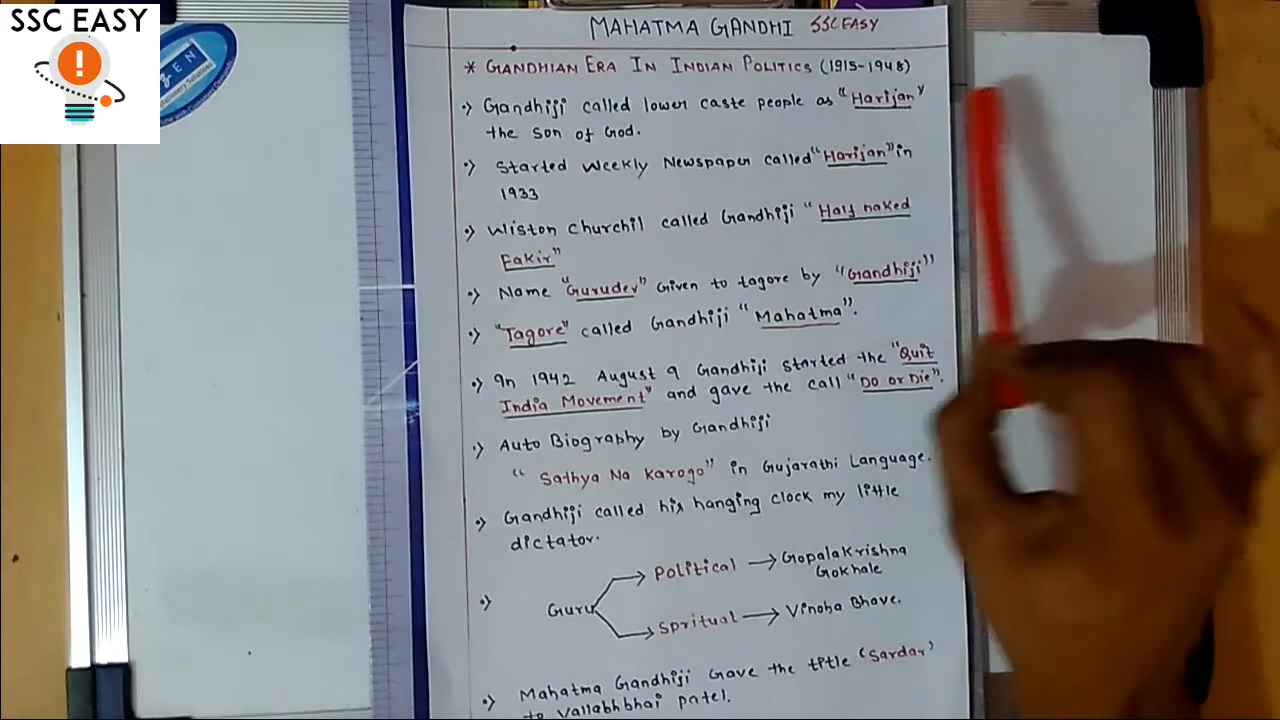 SSC EASY
MAHATMA GANDHI SSC EASY
* GANDHIAN ERA IN INDIAN POLITICS (1915-1948)
•) Gandhiji called lower caste people as "Harijan"
the son of God.
•) Started Weekly Newspaper called "Harijan" in
1933
•) Wiston Churchil called Gandhiji "Half naked
Fakir"
•) Name "Gurudev" Given to tagore by "Gandhiji"
•) "Tagore" called Gandhiji "Mahatma".
•) In 1942 August 9 Gandhiji started the "Quit
India Movement" and gave the call "DO or Die".
•) Auto Biography by Gandhiji
"Sathya Na Karogo" in Gujarathi Language.
•) Gandhiji called his hanging clock my little
dictator.
•) Guru
Political → Gopalakrishna
Gokhale
Spritual → Vinoba Bhave.
•) Mahatma Gandhiji Gave the title (Sardar)
to Vallabhbhai patel.